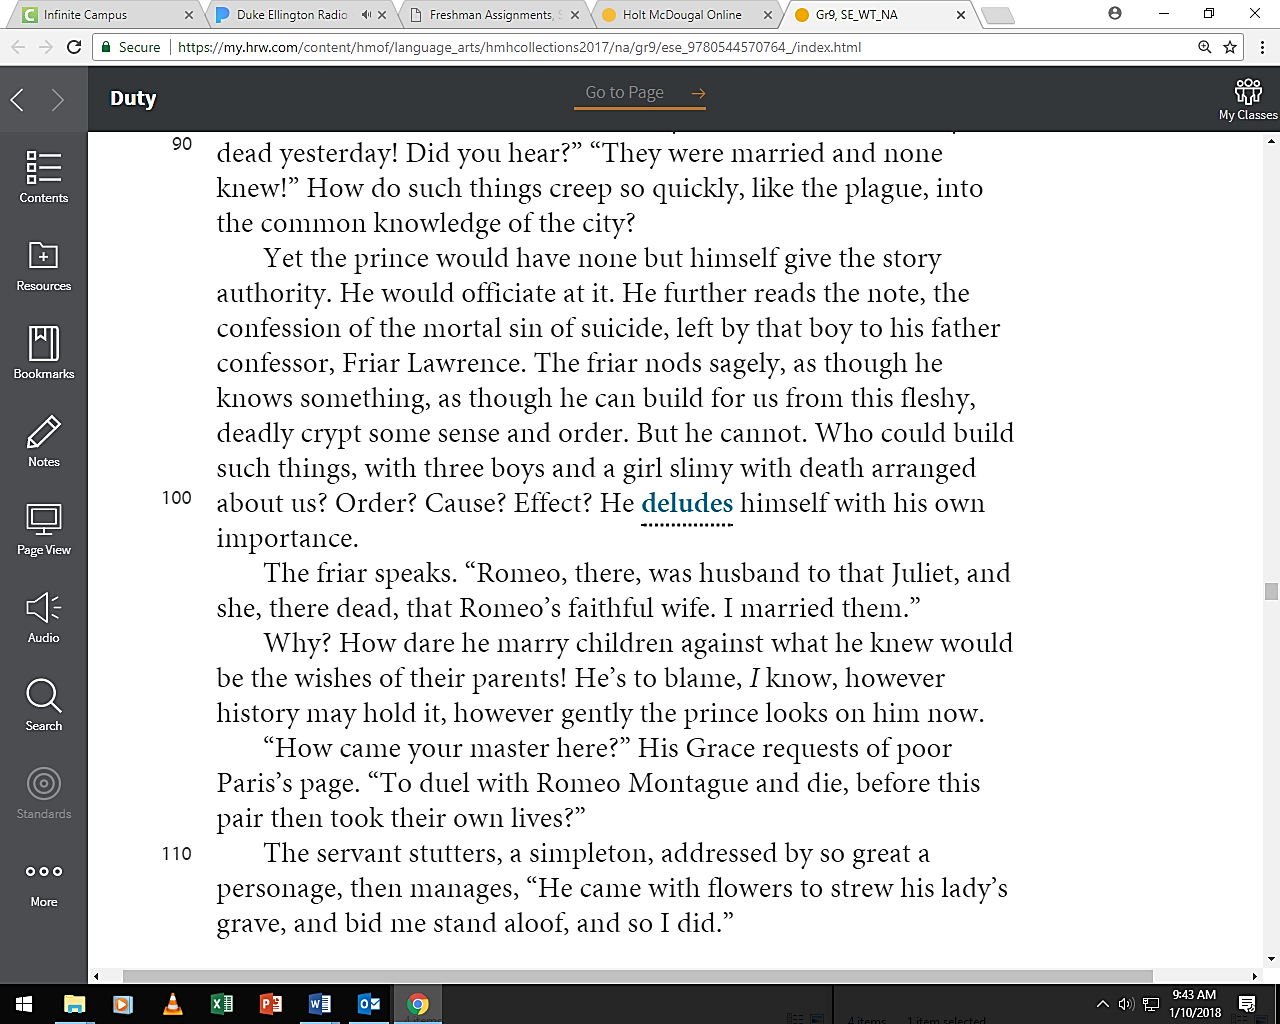 Infinite Campus
Duke Ellington Radio
Freshman Assignments, S
Holt McDougal Online
Gr9, SE_WT_NA
Secure https://my.hrw.com/content/hmof/language_arts/hmhcollections2017/na/gr9/ese_9780544570764_/index.html
Duty
Go to Page →
My Classes
Contents
Resources
Bookmarks
Notes
Page View
Audio
Search
Standards
More
90 dead yesterday! Did you hear?” “They were married and none
knew!” How do such things creep so quickly, like the plague, into
the common knowledge of the city?
Yet the prince would have none but himself give the story
authority. He would officiate at it. He further reads the note, the
confession of the mortal sin of suicide, left by that boy to his father
confessor, Friar Lawrence. The friar nods sagely, as though he
knows something, as though he can build for us from this fleshy,
deadly crypt some sense and order. But he cannot. Who could build
such things, with three boys and a girl slimy with death arranged
100 about us? Order? Cause? Effect? He deludes himself with his own
importance.
The friar speaks. “Romeo, there, was husband to that Juliet, and
she, there dead, that Romeo’s faithful wife. I married them.”
Why? How dare he marry children against what he knew would
be the wishes of their parents! He’s to blame, I know, however
history may hold it, however gently the prince looks on him now.
“How came your master here?” His Grace requests of poor
Paris’s page. “To duel with Romeo Montague and die, before this
pair then took their own lives?”
110 The servant stutters, a simpleton, addressed by so great a
personage, then manages, “He came with flowers to strew his lady’s
grave, and bid me stand aloof, and so I did.”
4 items
4 items 1 item selected
9:43 AM
1/10/2018